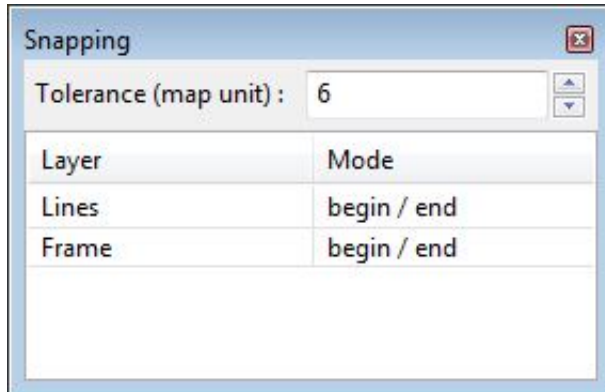 Snapping
Tolerance (map unit) : 6
Layer Mode
Lines begin / end
Frame begin / end